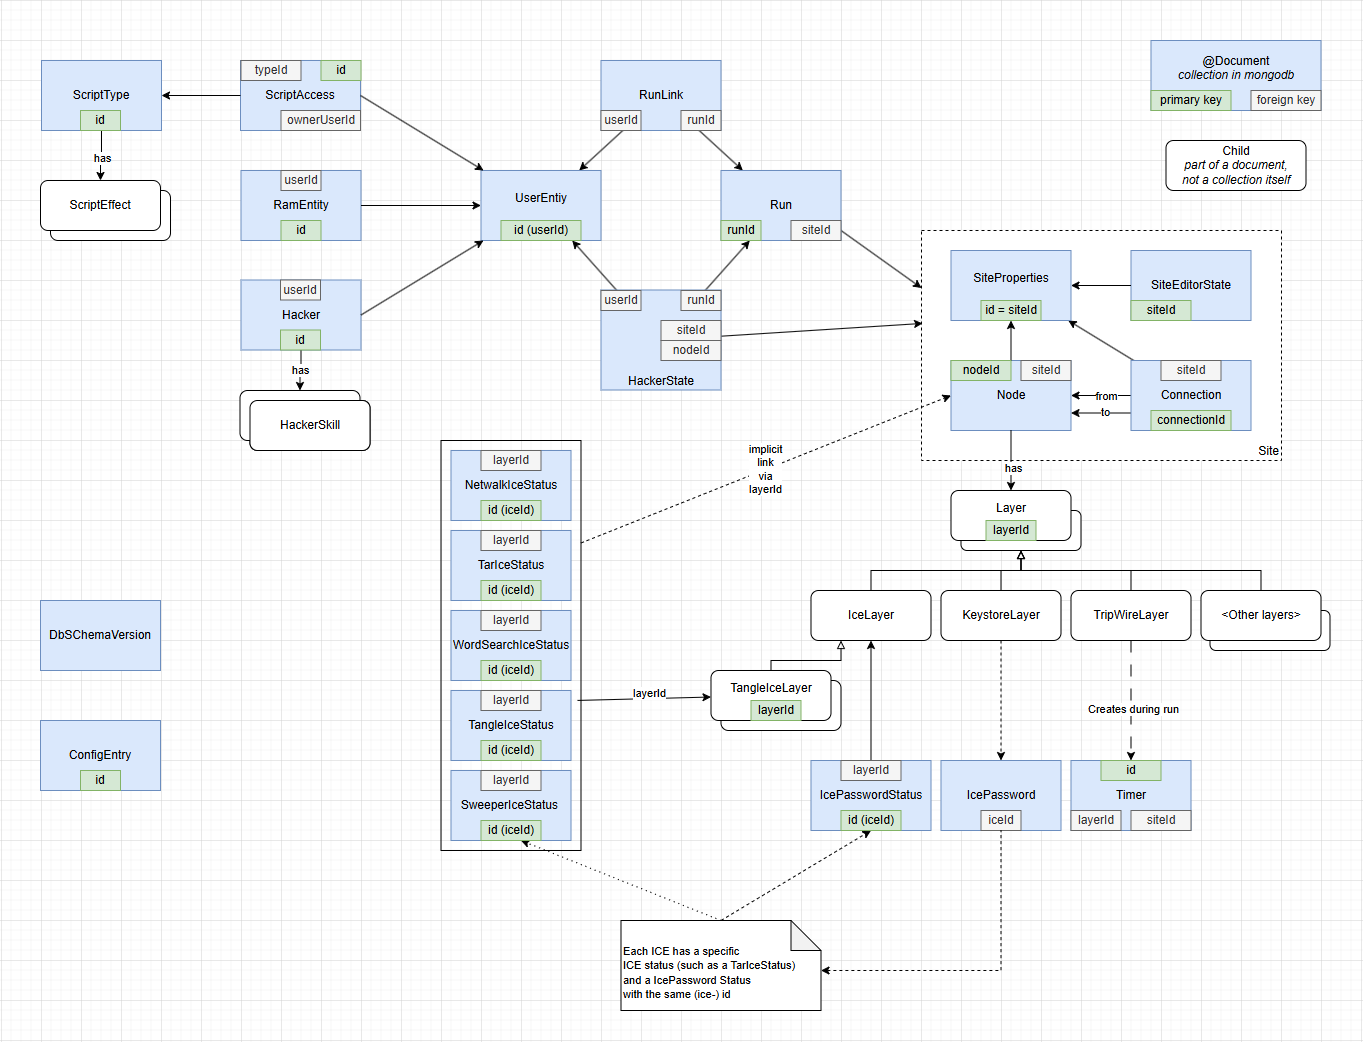 @Document
collection in mongodb
primary key
foreign key
Child
part of a document,
not a collection itself
ScriptType
id
has
ScriptEffect
typeId
id
ScriptAccess
ownerUserId
userId
RamEntity
id
userId
Hacker
id
has
HackerSkill
RunLink
userId
runId
UserEntiy
id (userId)
Run
runId
siteId
userId
runId
siteId
nodeId
HackerState
SiteProperties
id = siteId
SiteEditorState
siteId
nodeId
siteId
Node
siteId
Connection
connectionId
from
to
Site
has
Layer
layerId
implicit
link
via
layerId
layerId
NetwalkIceStatus
id (iceId)
layerId
TarIceStatus
id (iceId)
layerId
WordSearchIceStatus
id (iceId)
layerId
TangleIceStatus
id (iceId)
layerId
SweeperIceStatus
id (iceId)
layerId
DbSChemaVersion
ConfigEntry
id
IceLayer
KeystoreLayer
TripWireLayer
<Other layers>
TangleIceLayer
layerId
Creates during run
layerId
IcePasswordStatus
id (iceId)
IcePassword
iceId
id
Timer
layerId
siteId
Each ICE has a specific
ICE status (such as a TarIceStatus)
and a IcePassword Status
with the same (ice-) id